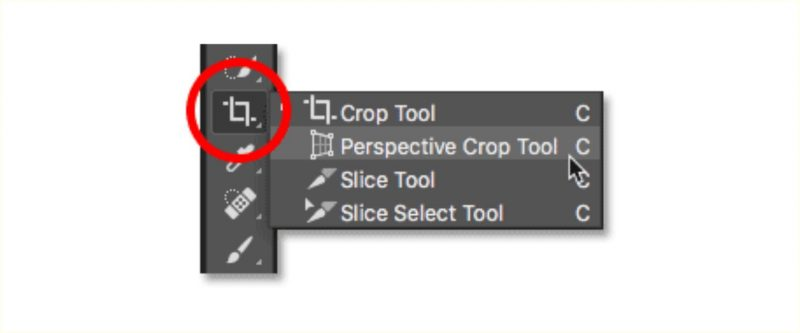 Crop Tool C
Perspective Crop Tool C
Slice Tool C
Slice Select Tool C